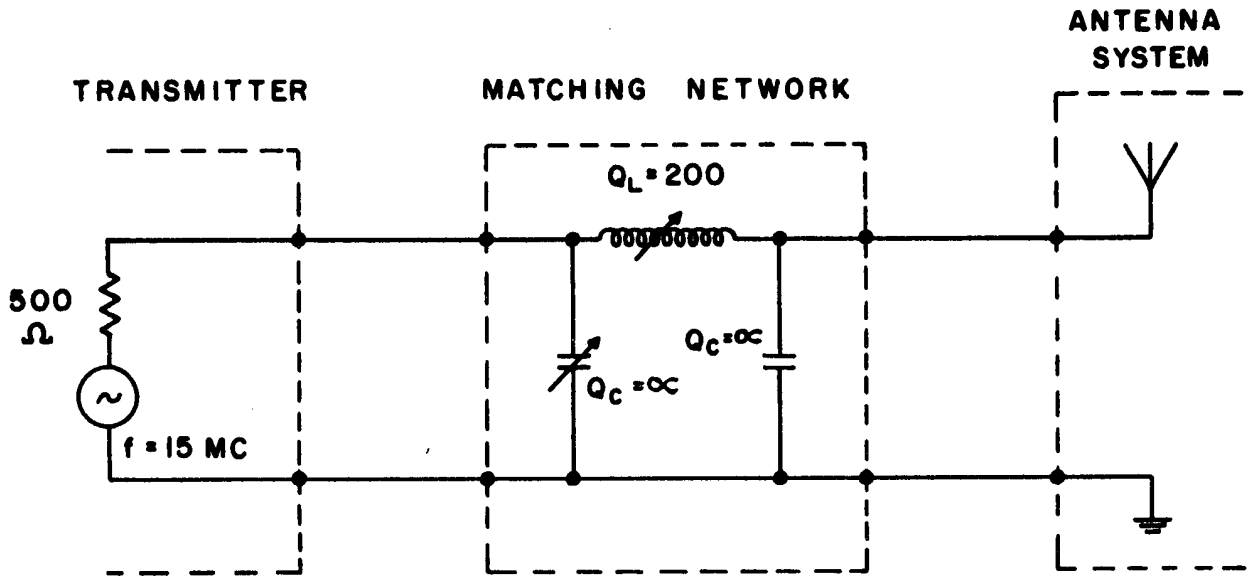 ANTENNA
SYSTEM
TRANSMITTER
MATCHING NETWORK
Q_L = 200
500
Ω
Q_C = ∝
Q_C = ∝
~
f = 15 MC